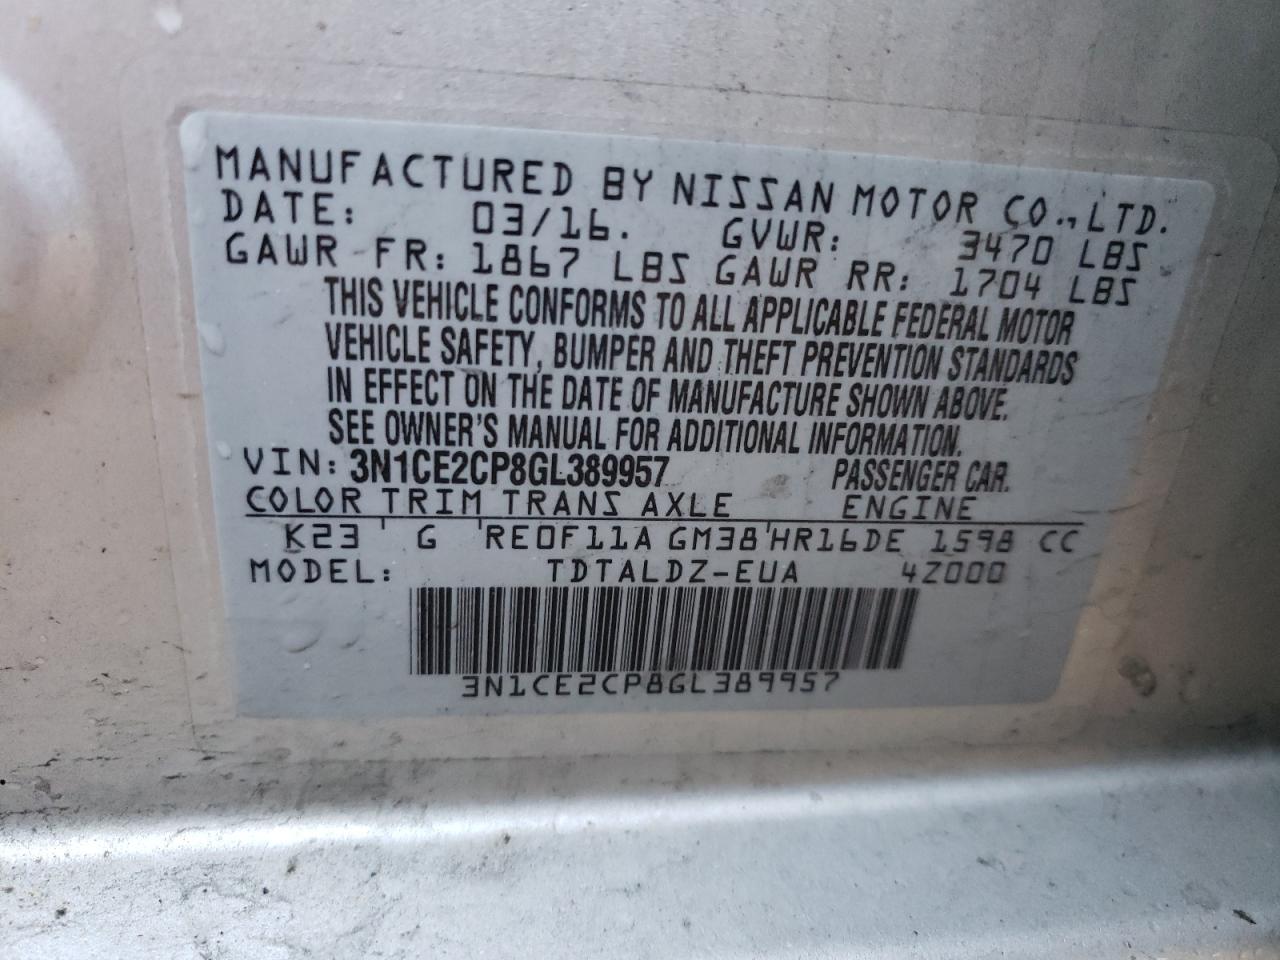 MANUFACTURED BY NISSAN MOTOR CO., LTD.
DATE: 03/16. GVWR: 3470 LBS
GAWR FR: 1867 LBS GAWR RR: 1704 LBS
THIS VEHICLE CONFORMS TO ALL APPLICABLE FEDERAL MOTOR
VEHICLE SAFETY, BUMPER AND THEFT PREVENTION STANDARDS
IN EFFECT ON THE DATE OF MANUFACTURE SHOWN ABOVE.
SEE OWNER'S MANUAL FOR ADDITIONAL INFORMATION.
VIN: 3N1CE2CP8GL389957 PASSENGER CAR.
COLOR TRIM TRANS AXLE ENGINE
K23 ' G ' RE0F11A GM38 ' HR16DE 1598 CC
MODEL: TDTALDZ-EUA 4Z000
3N1CE2CP8GL389957